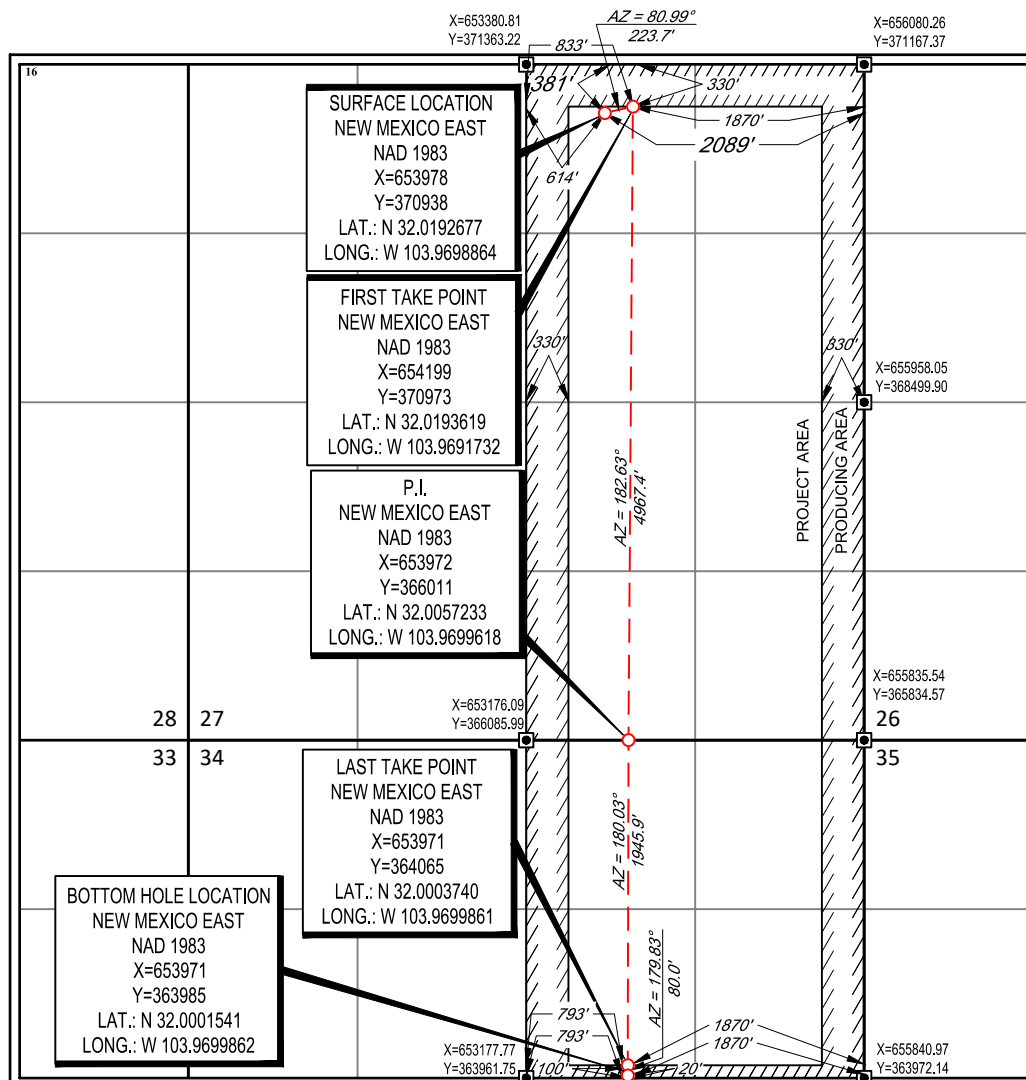 X=653380.81
Y=371363.22
AZ = 80.99°
223.7'
X=656080.26
Y=371167.37
833'
16
381'
330'
1870'
2089'
614'
SURFACE LOCATION
NEW MEXICO EAST
NAD 1983
X=653978
Y=370938
LAT.: N 32.0192677
LONG.: W 103.9698864
FIRST TAKE POINT
NEW MEXICO EAST
NAD 1983
X=654199
Y=370973
LAT.: N 32.0193619
LONG.: W 103.9691732
330'
330'
X=655958.05
Y=368499.90
AZ = 182.63°
4967.4'
PROJECT AREA
PRODUCING AREA
P.I.
NEW MEXICO EAST
NAD 1983
X=653972
Y=366011
LAT.: N 32.0057233
LONG.: W 103.9699618
X=653176.09
Y=366085.99
X=655835.54
Y=365834.57
28 27
33 34
26
35
LAST TAKE POINT
NEW MEXICO EAST
NAD 1983
X=653971
Y=364065
LAT.: N 32.0003740
LONG.: W 103.9699861
AZ = 180.03°
1945.9'
BOTTOM HOLE LOCATION
NEW MEXICO EAST
NAD 1983
X=653971
Y=363985
LAT.: N 32.0001541
LONG.: W 103.9699862
AZ = 179.83°
80.0'
793'
793'
1870'
1870'
100'
20'
X=653177.77
Y=363961.75
X=655840.97
Y=363972.14